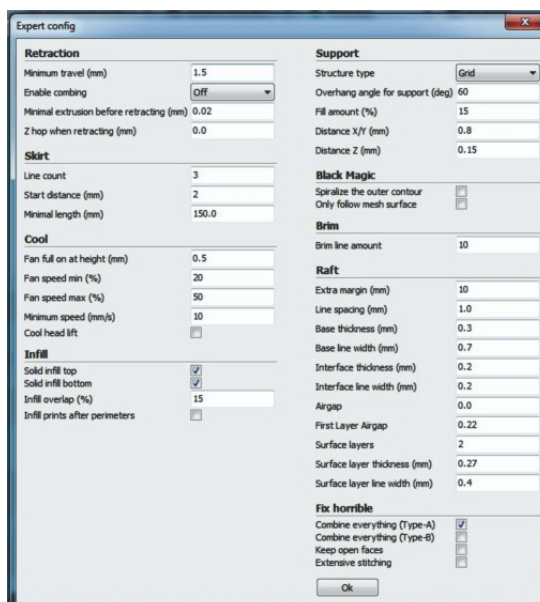 Expert config
Retraction
Minimum travel (mm) 1.5
Enable combing Off
Minimal extrusion before retracting (mm) 0.02
Z hop when retracting (mm) 0.0
Skirt
Line count 3
Start distance (mm) 2
Minimal length (mm) 150.0
Cool
Fan full on at height (mm) 0.5
Fan speed min (%) 20
Fan speed max (%) 50
Minimum speed (mm/s) 10
Cool head lift
Infill
Solid infill top
Solid infill bottom
Infill overlap (%) 15
Infill prints after perimeters
Support
Structure type Grid
Overhang angle for support (deg) 60
Fill amount (%) 15
Distance X/Y (mm) 0.8
Distance Z (mm) 0.15
Black Magic
Spiralize the outer contour
Only follow mesh surface
Brim
Brim line amount 10
Raft
Extra margin (mm) 10
Line spacing (mm) 1.0
Base thickness (mm) 0.3
Base line width (mm) 0.7
Interface thickness (mm) 0.2
Interface line width (mm) 0.2
Airgap 0.0
First Layer Airgap 0.22
Surface layers 2
Surface layer thickness (mm) 0.27
Surface layer line width (mm) 0.4
Fix horrible
Combine everything (Type-A)
Combine everything (Type-B)
Keep open faces
Extensive stitching
Ok